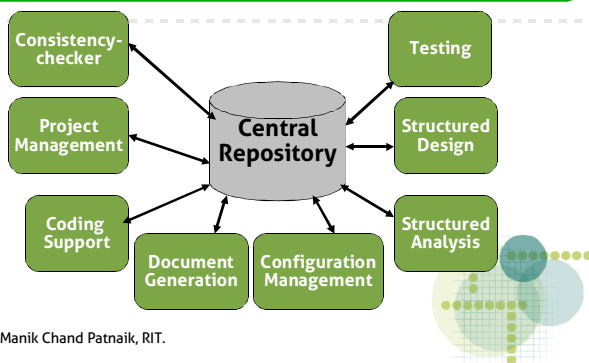 Consistency-
checker
Testing
Central
Repository
Project
Management
Structured
Design
Coding
Support
Structured
Analysis
Document
Generation
Configuration
Management
Manik Chand Patnaik, RIT.